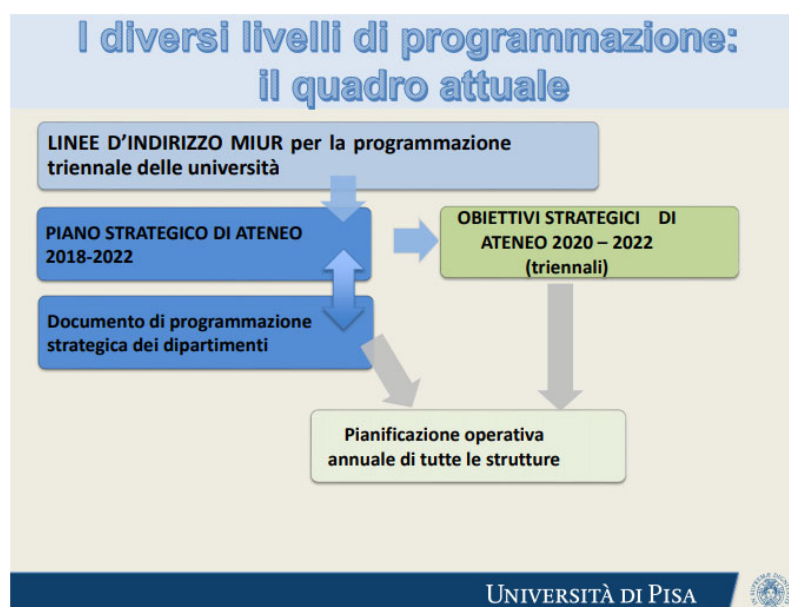 I diversi livelli di programmazione:
il quadro attuale
LINEE D'INDIRIZZO MIUR per la programmazione
triennale delle università
PIANO STRATEGICO DI ATENEO
2018-2022
OBIETTIVI STRATEGICI DI
ATENEO 2020 – 2022
(triennali)
Documento di programmazione
strategica dei dipartimenti
Pianificazione operativa
annuale di tutte le strutture
UNIVERSITÀ DI PISA